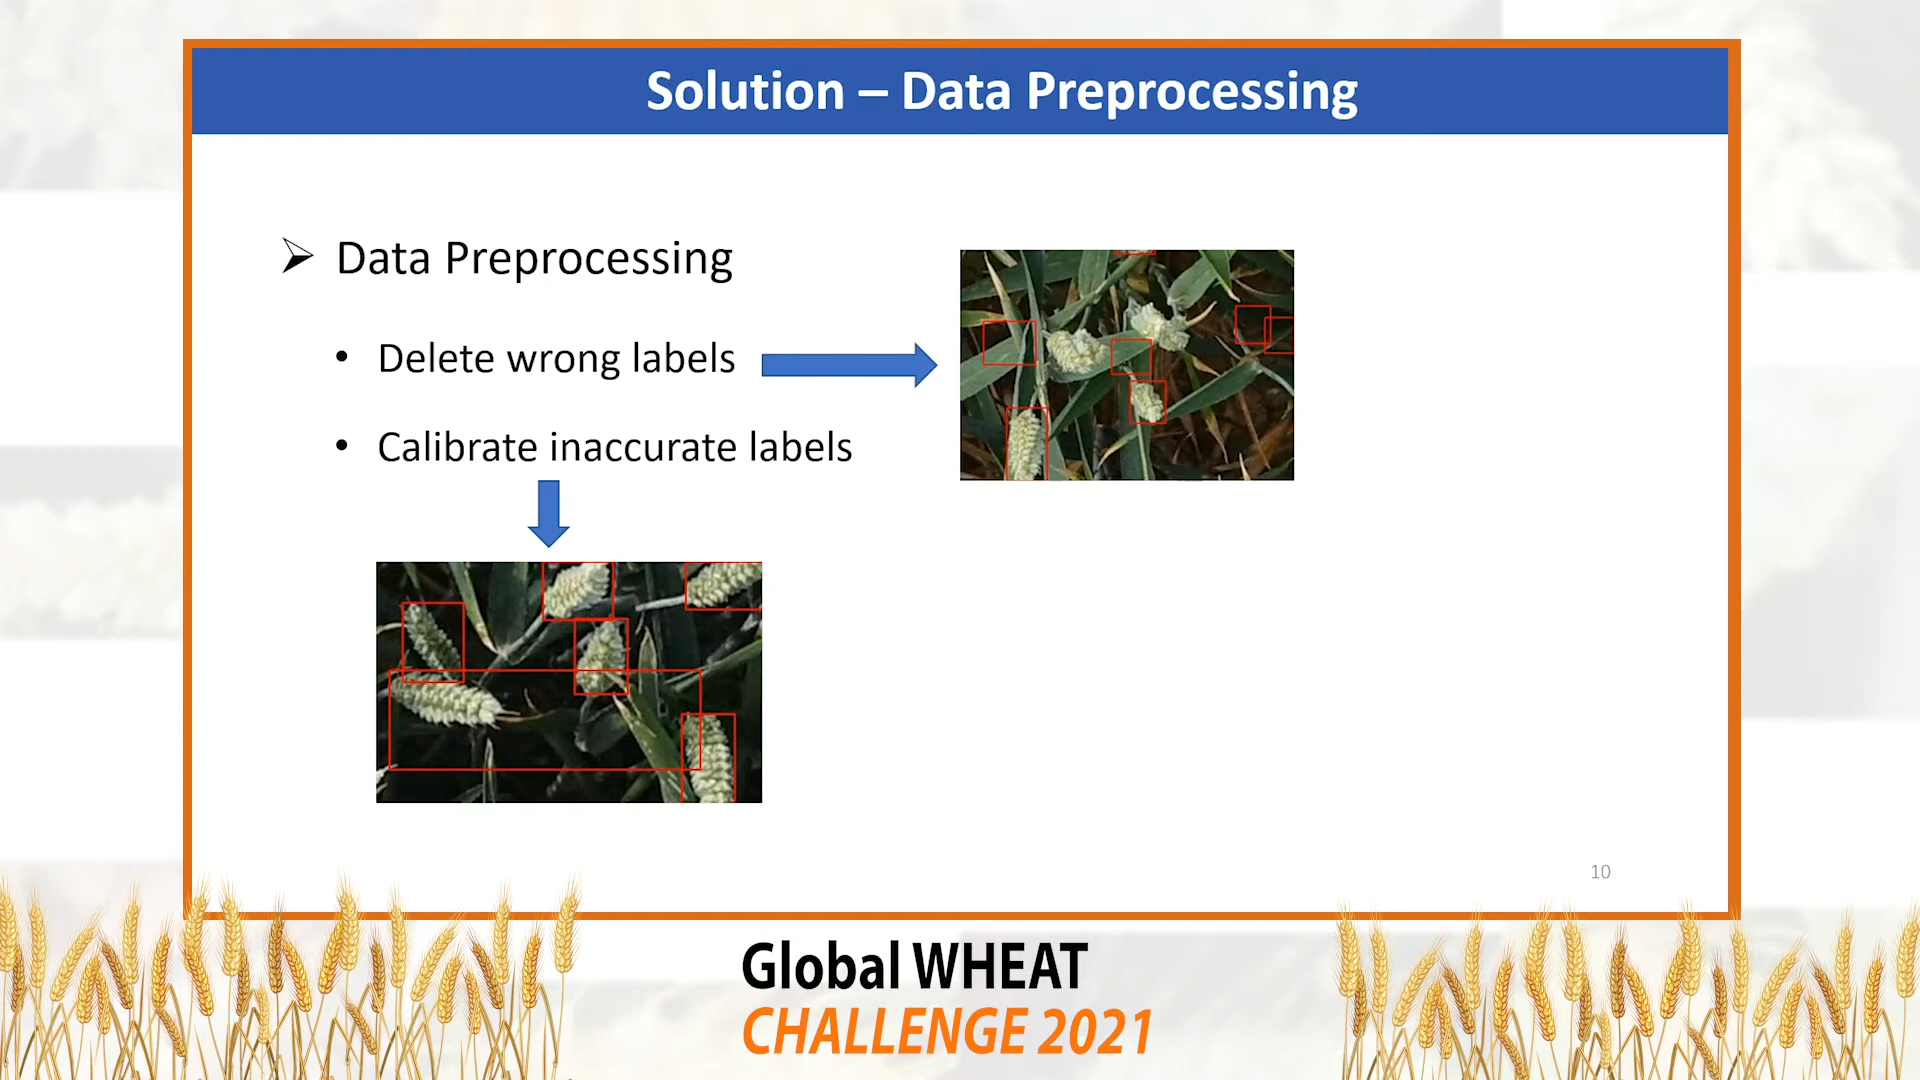 Solution – Data Preprocessing
Data Preprocessing
• Delete wrong labels
• Calibrate inaccurate labels
10
Global WHEAT
CHALLENGE 2021